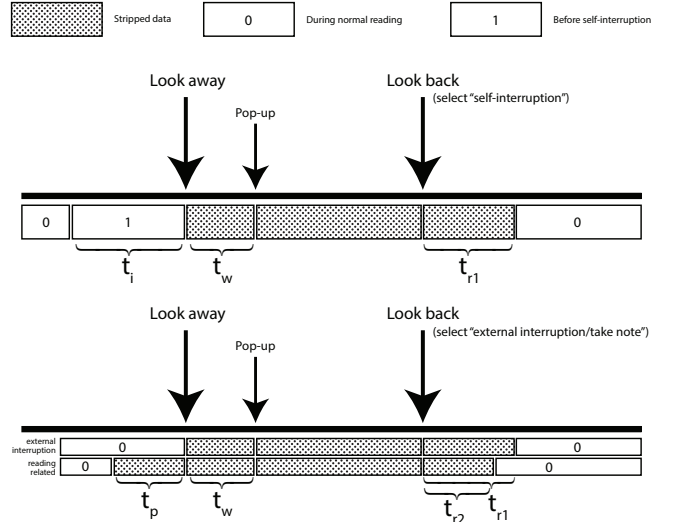 Stripped data
0
During normal reading
1
Before self-interruption
Look away
Look back
(select "self-interruption")
Pop-up
0
1
0
ti
tw
tr1
Look away
Look back
(select "external interruption/take note")
Pop-up
external
interruption
0
0
reading
related
0
0
tp
tw
tr2
tr1